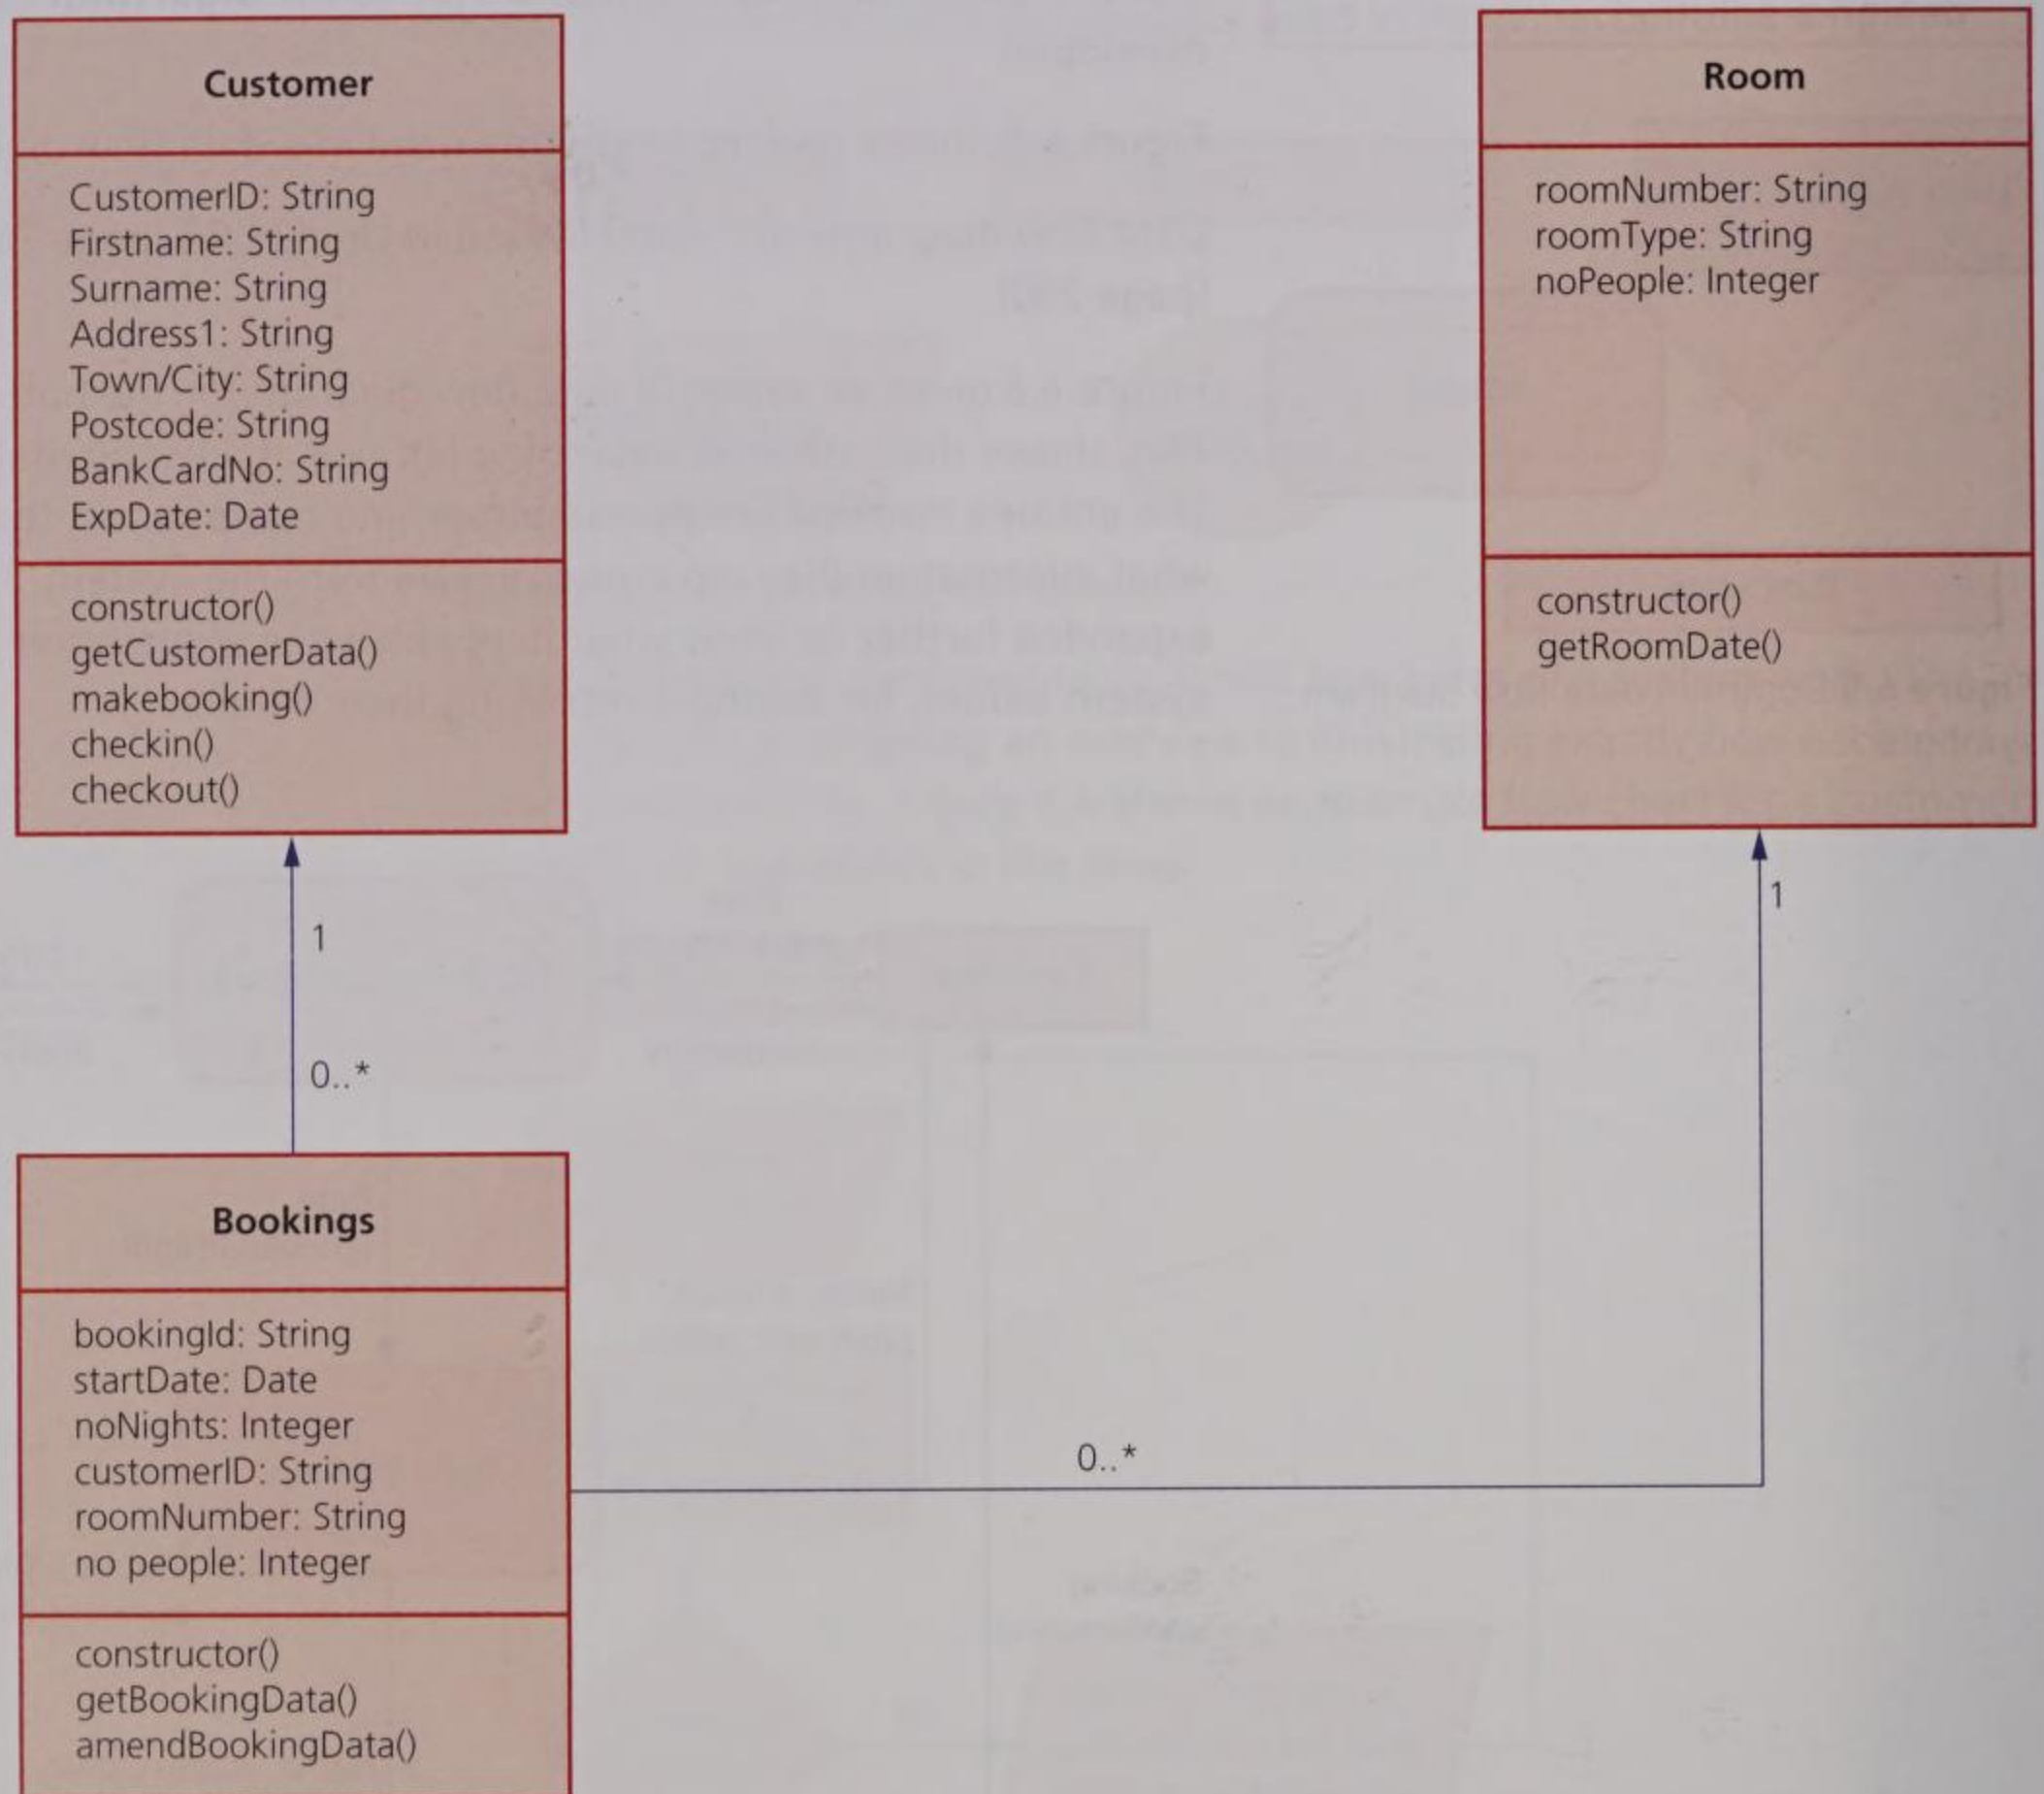 Customer
CustomerID: String
Firstname: String
Surname: String
Address1: String
Town/City: String
Postcode: String
BankCardNo: String
ExpDate: Date
constructor()
getCustomerData()
makebooking()
checkin()
checkout()
Room
roomNumber: String
roomType: String
noPeople: Integer
constructor()
getRoomDate()
1
0..*
1
0..*
Bookings
bookingId: String
startDate: Date
noNights: Integer
customerID: String
roomNumber: String
no people: Integer
constructor()
getBookingData()
amendBookingData()